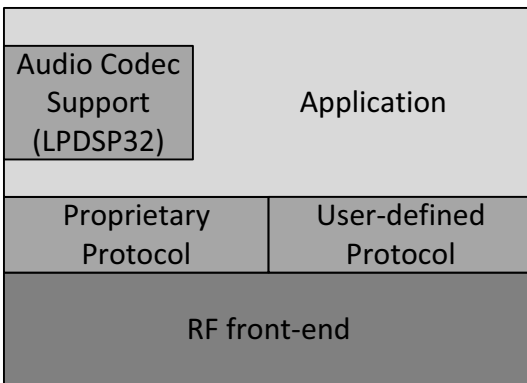 Audio Codec
Support
(LPDSP32)
Application
Proprietary
Protocol
User-defined
Protocol
RF front-end